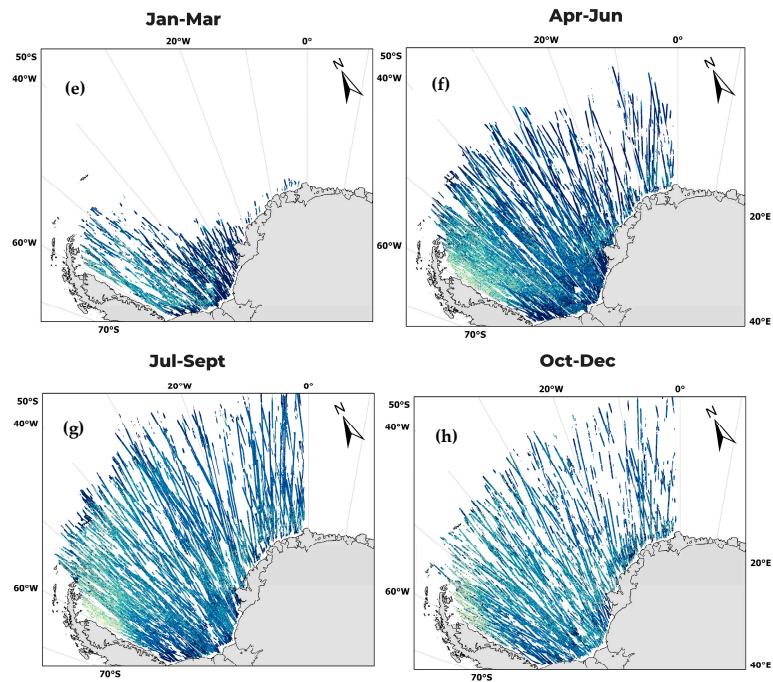 Jan-Mar
20°W 0°
50°S
40°W
N
(e)
60°W
70°S
Apr-Jun
20°W 0°
50°S
40°W
N
(f)
20°E
60°W
40°E
70°S
Jul-Sept
20°W 0°
50°S
40°W
N
(g)
60°W
70°S
Oct-Dec
20°W 0°
50°S
40°W
N
(h)
20°E
60°W
40°E
70°S